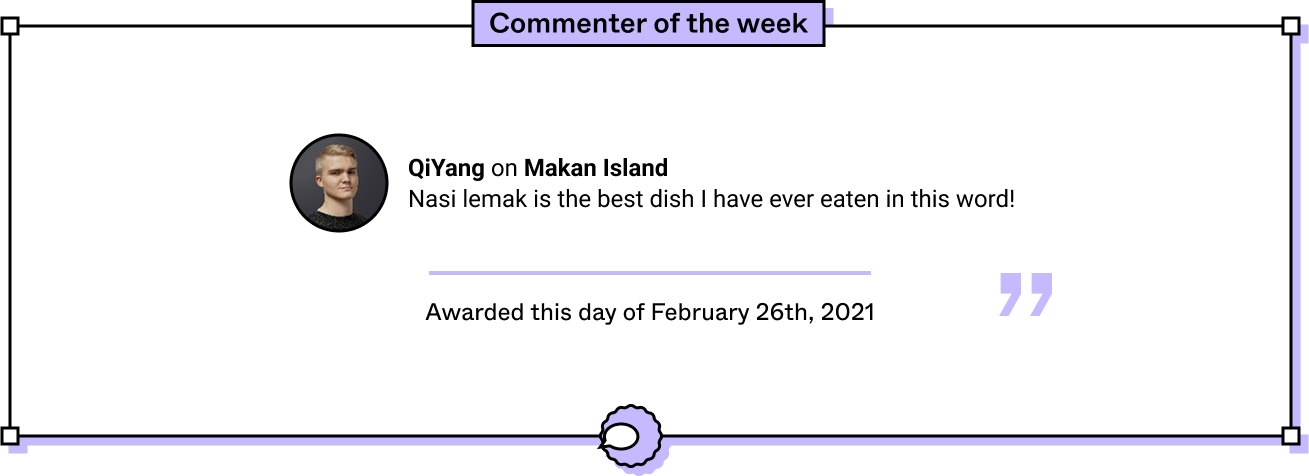 Commenter of the week
QiYang on Makan Island
Nasi lemak is the best dish I have ever eaten in this word!
Awarded this day of February 26th, 2021
”